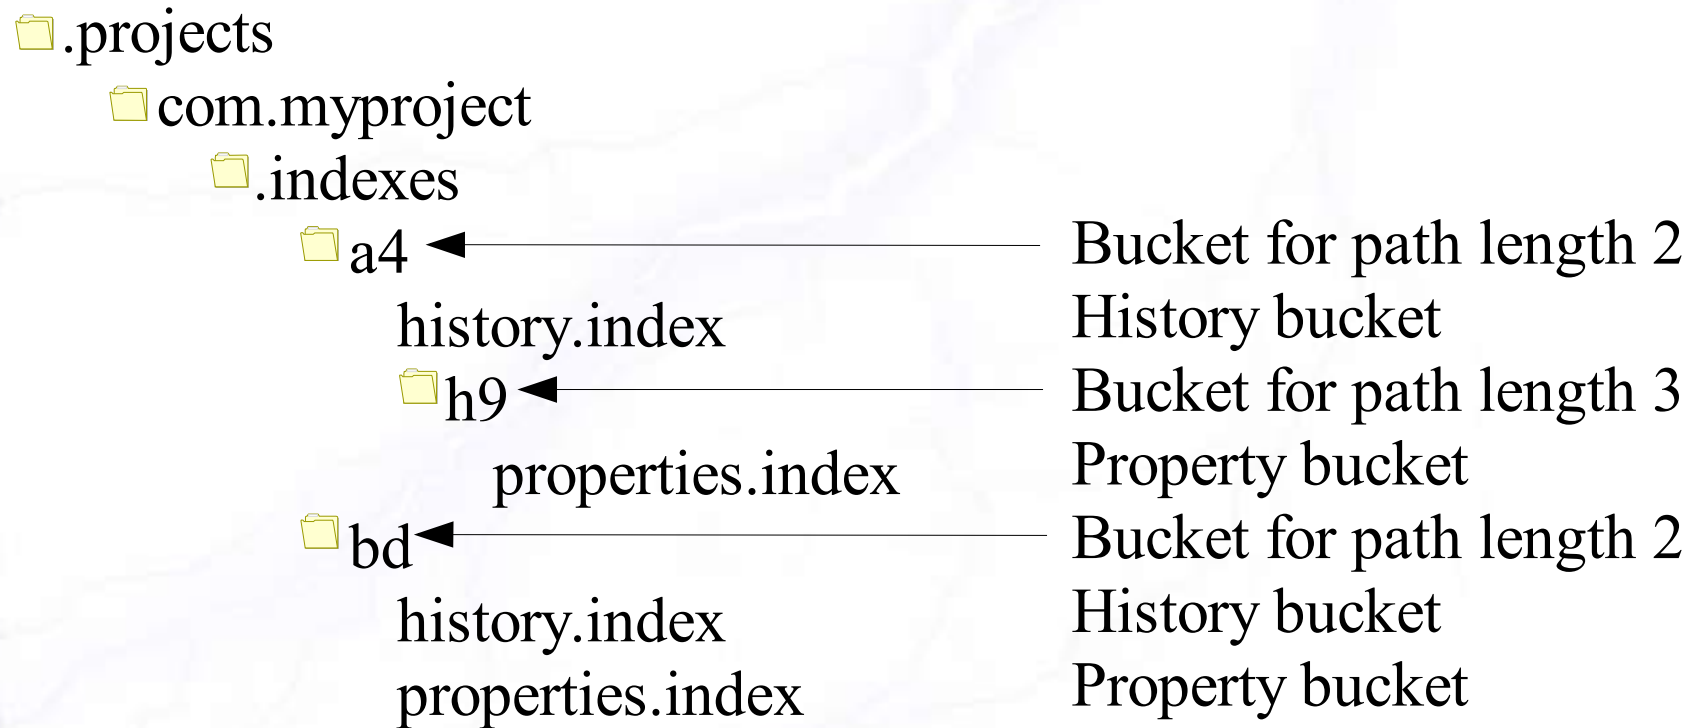 .projects
com.myproject
.indexes
a4 Bucket for path length 2
history.index History bucket
h9 Bucket for path length 3
properties.index Property bucket
bd Bucket for path length 2
history.index History bucket
properties.index Property bucket